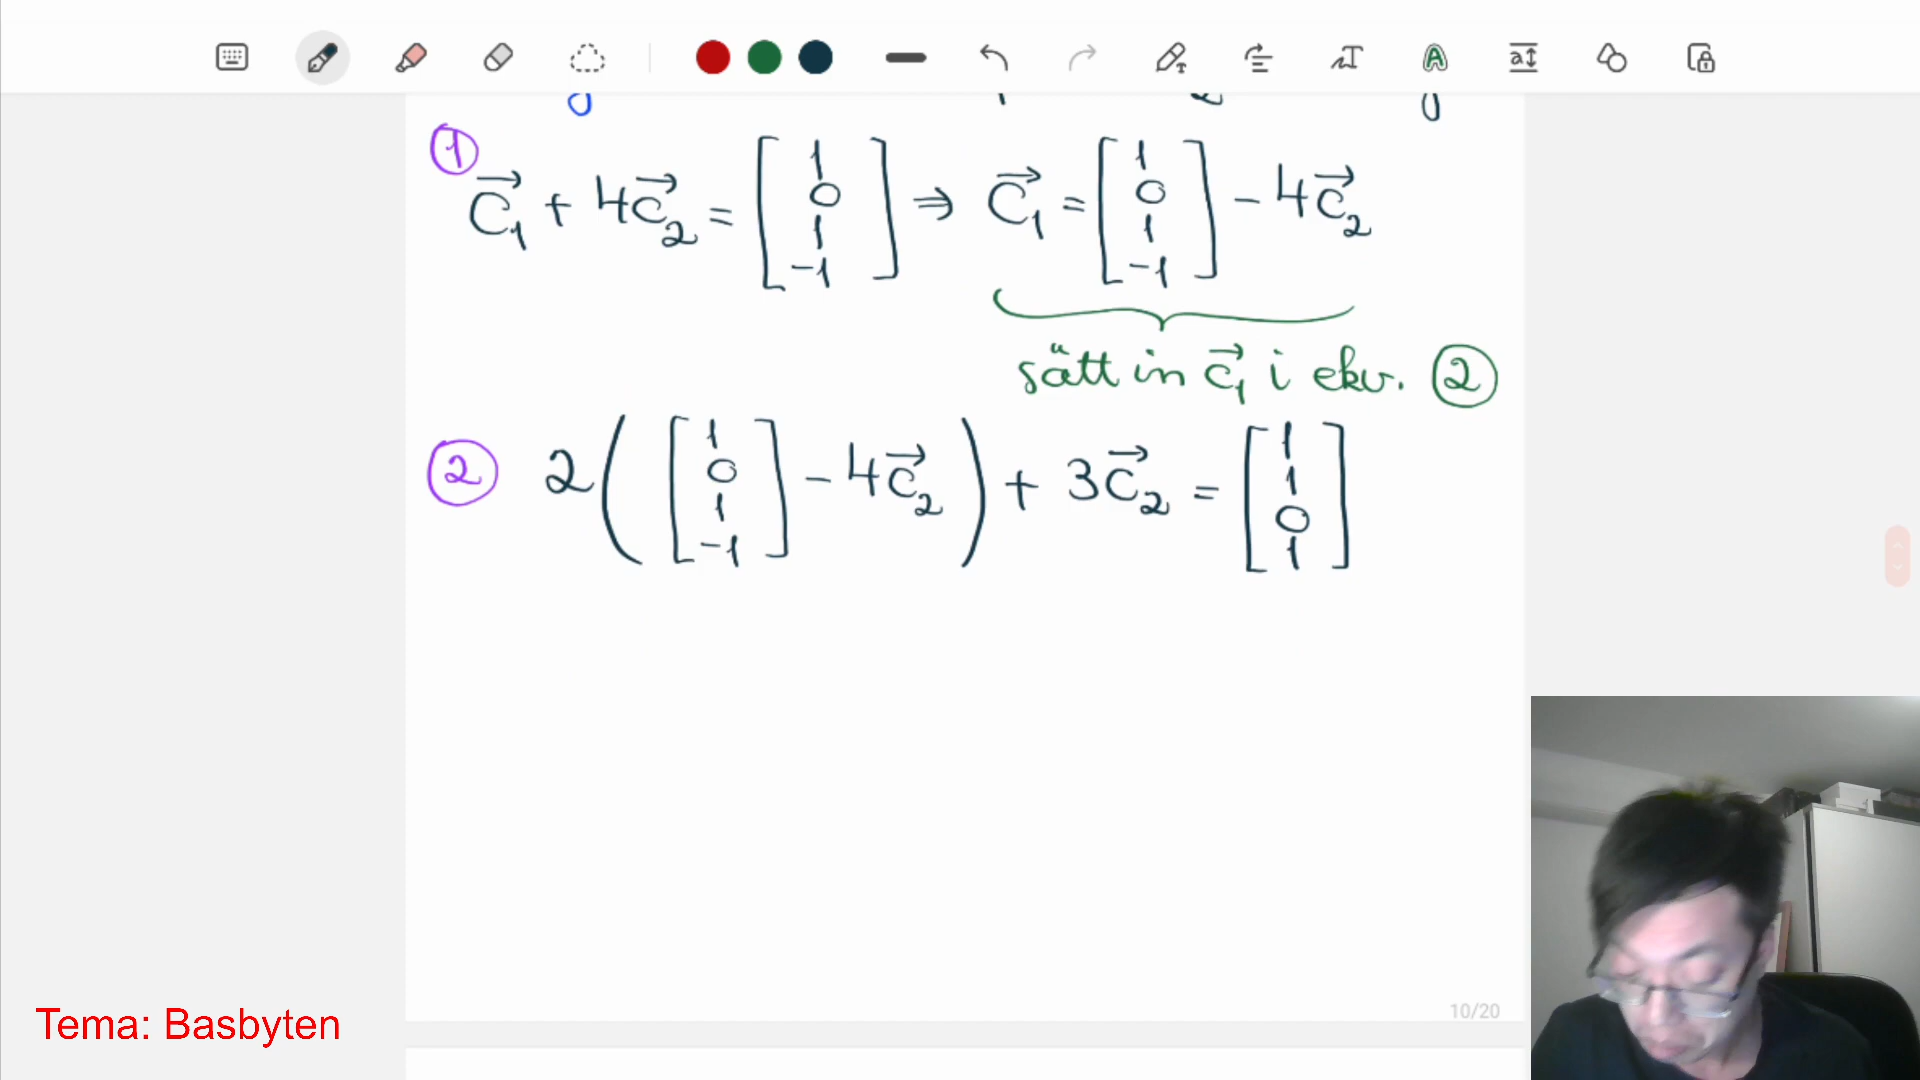 ①
c⃗₁ + 4c⃗₂ = [1 0 1 -1] ⇒ c⃗₁ = [1 0 1 -1] - 4c⃗₂
sätt in c⃗₁ i ekv. ②
② 2([1 0 1 -1] - 4c⃗₂) + 3c⃗₂ = [1 1 0 1]
10/20
Tema: Basbyten